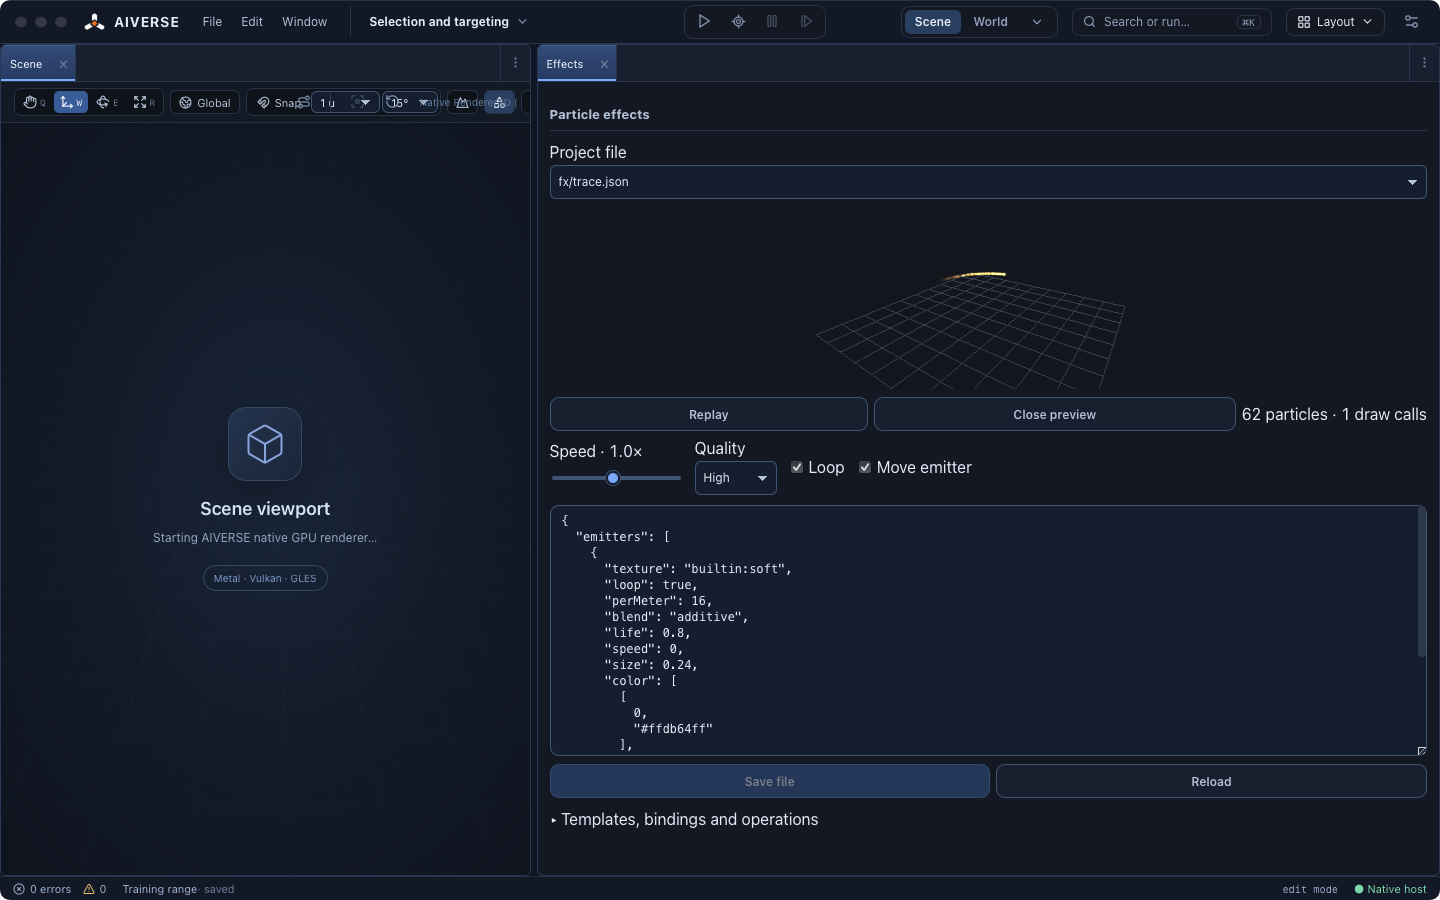 AIVERSE File Edit Window Selection and targeting Scene World Search or run... ⌘K Layout
Scene
Effects
Q W E R Global Snap 1 u 15°
Particle effects
Project file
fx/trace.json
Replay Close preview 62 particles · 1 draw calls
Speed · 1.0× Quality
High Loop Move emitter
Scene viewport
Starting AIVERSE native GPU renderer...
Metal · Vulkan · GLES
{
"emitters": [
{
"texture": "builtin:soft",
"loop": true,
"perMeter": 16,
"blend": "additive",
"life": 0.8,
"speed": 0,
"size": 0.24,
"color": [
[
0,
"#ffdb64ff"
],
Save file Reload
Templates, bindings and operations
0 errors 0 Training range · saved edit mode Native host